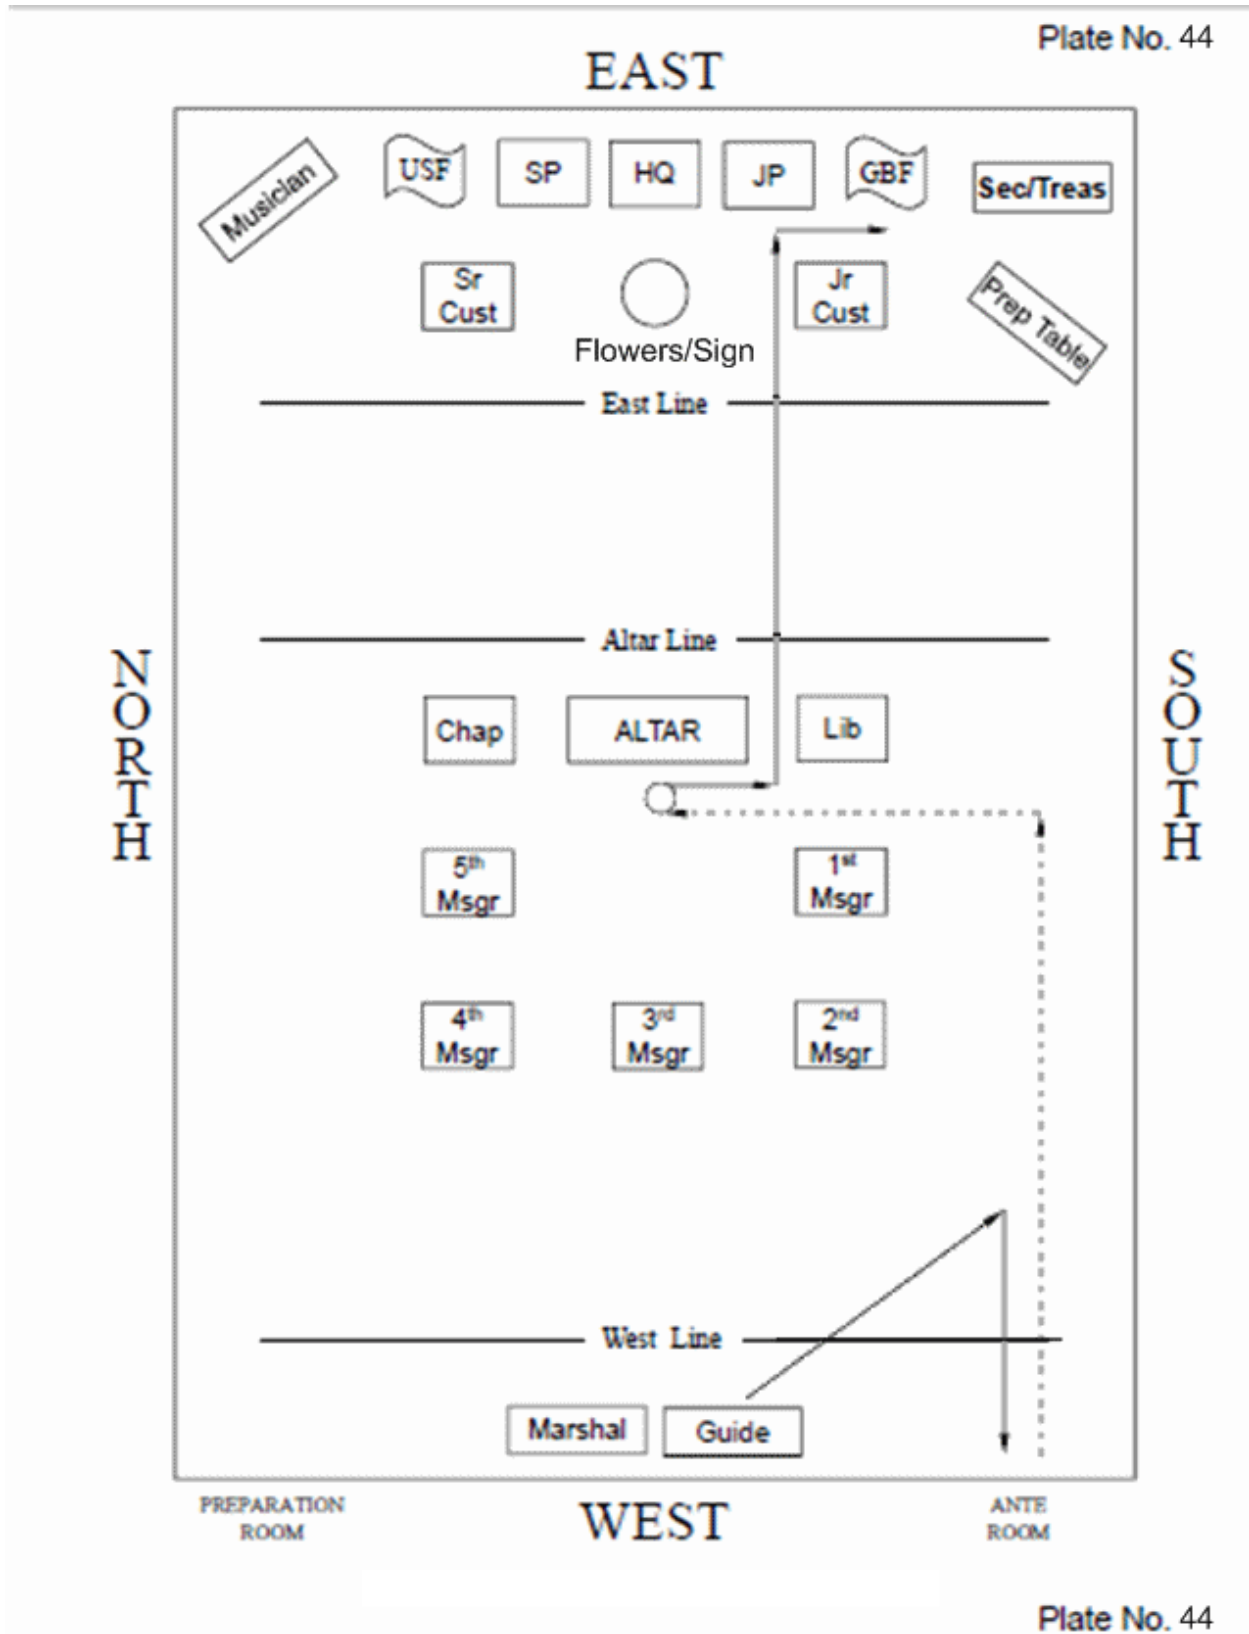 Plate No. 44
EAST
Musician
USF
SP
HQ
JP
GBF
Sec/Treas
Sr
Cust
Flowers/Sign
Jr
Cust
Prep Table
East Line
Altar Line
NORTH
SOUTH
Chap
ALTAR
Lib
5th
Msgr
1st
Msgr
4th
Msgr
3rd
Msgr
2nd
Msgr
West Line
Marshal
Guide
PREPARATION
ROOM
WEST
ANTE
ROOM
Plate No. 44